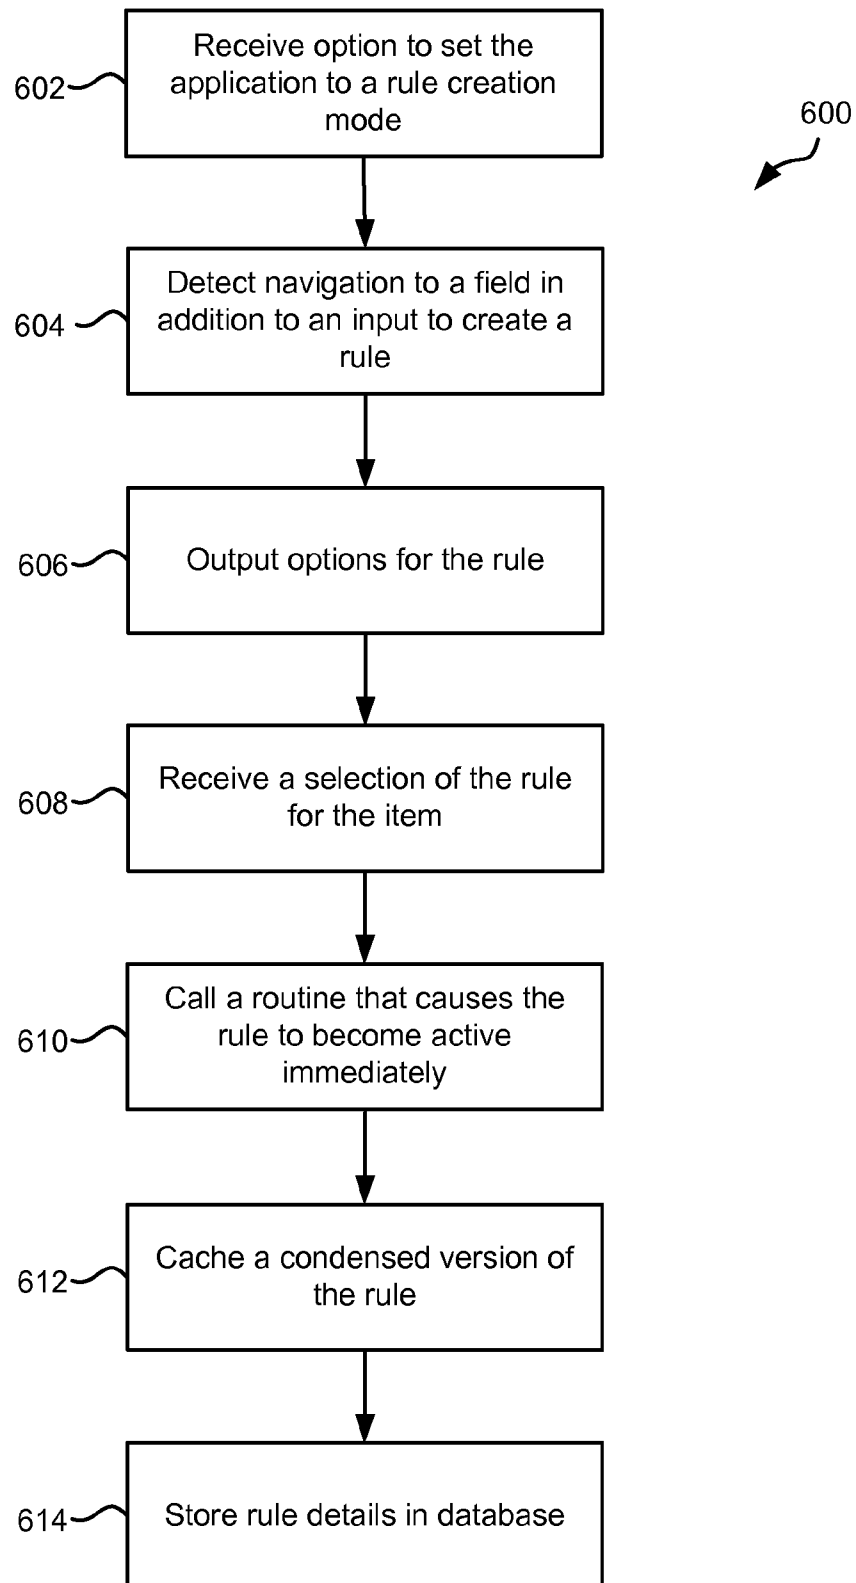 Receive option to set the
application to a rule creation
mode
602
600
Detect navigation to a field in
addition to an input to create a
rule
604
Output options for the rule
606
Receive a selection of the rule
for the item
608
Call a routine that causes the
rule to become active
immediately
610
Cache a condensed version of
the rule
612
Store rule details in database
614